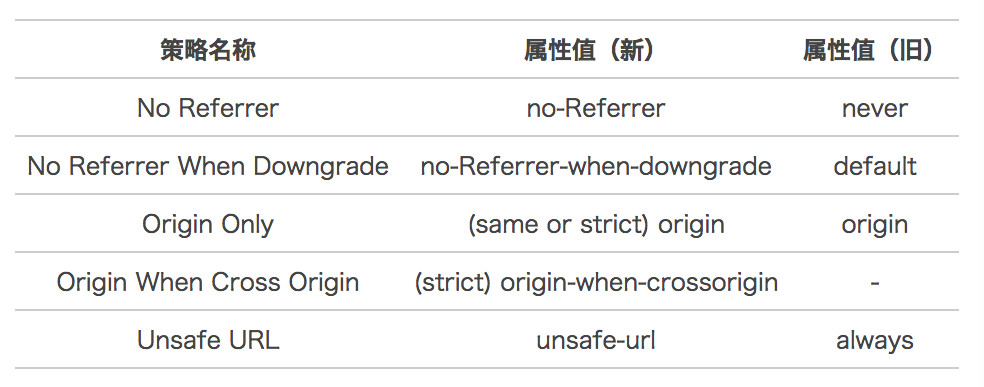 策略名称 属性值（新） 属性值（旧）
No Referrer no-Referrer never
No Referrer When Downgrade no-Referrer-when-downgrade default
Origin Only (same or strict) origin origin
Origin When Cross Origin (strict) origin-when-crossorigin -
Unsafe URL unsafe-url always